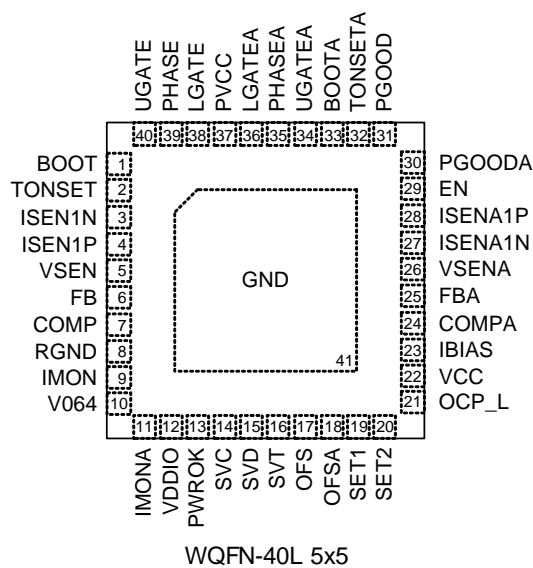 UGATE
PHASE
LGATE
PVCC
LGATEA
PHASEA
UGATEA
BOOTA
TONSETA
PGOOD
40 39 38 37 36 35 34 33 32 31
BOOT 1
TONSET 2
ISEN1N 3
ISEN1P 4
VSEN 5
FB 6
COMP 7
RGND 8
IMON 9
V064 10
GND
41
30 PGOODA
29 EN
28 ISENA1P
27 ISENA1N
26 VSENA
25 FBA
24 COMPA
23 IBIAS
22 VCC
21 OCP_L
11 12 13 14 15 16 17 18 19 20
IMONA
VDDIO
PWROK
SVC
SVD
SVT
OFS
OFSA
SET1
SET2
WQFN-40L 5x5